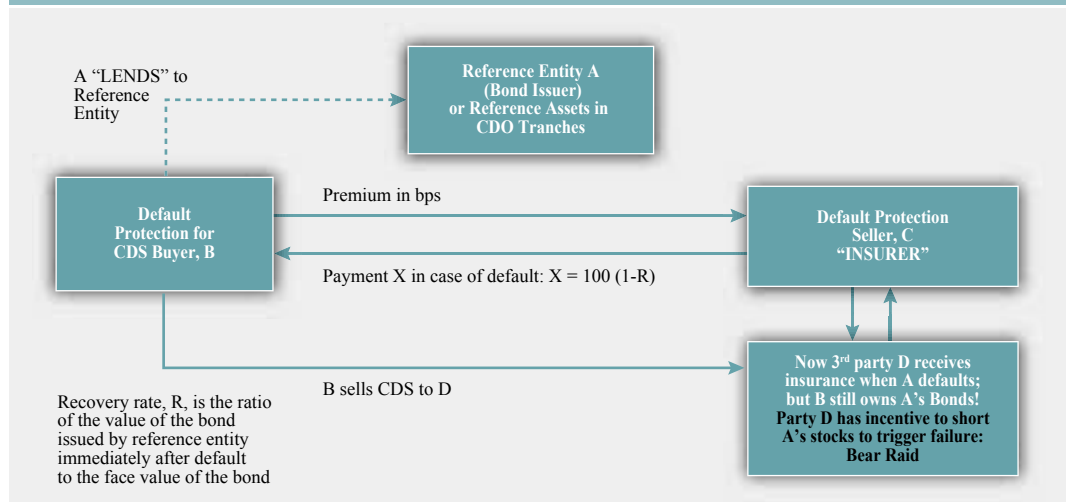 A “LENDS” to
Reference
Entity
Reference Entity A
(Bond Issuer)
or Reference Assets in
CDO Tranches
Default
Protection for
CDS Buyer, B
Premium in bps
Payment X in case of default: X = 100 (1-R)
Default Protection
Seller, C
“INSURER”
B sells CDS to D
Now 3rd party D receives
insurance when A defaults;
but B still owns A’s Bonds!
Party D has incentive to short
A’s stocks to trigger failure:
Bear Raid
Recovery rate, R, is the ratio
of the value of the bond
issued by reference entity
immediately after default
to the face value of the bond